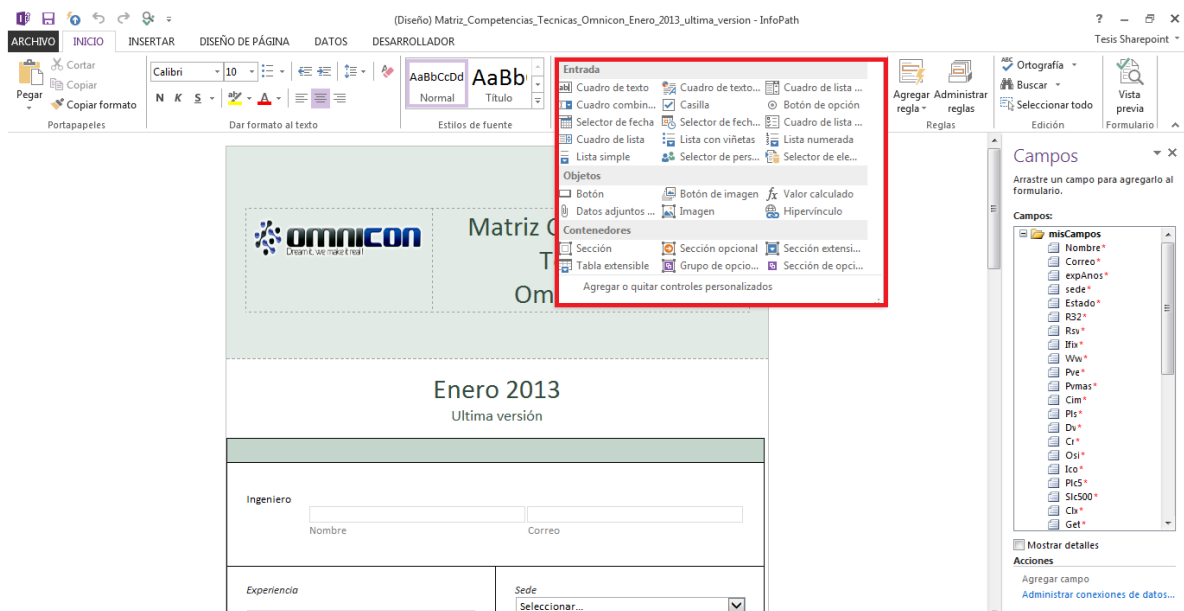 (Diseño) Matriz_Competencias_Tecnicas_Omnicon_Enero_2013_ultima_version - InfoPath
ARCHIVO INICIO INSERTAR DISEÑO DE PÁGINA DATOS DESARROLLADOR
Tesis Sharepoint
Pegar
Cortar
Copiar
Copiar formato
Portapapeles
Calibri 10
N K S
Dar formato al texto
AaBbCcDd AaBb
Normal Título
Estilos de fuente
Entrada
Cuadro de texto Cuadro de texto... Cuadro de lista ...
Cuadro combin... Casilla Botón de opción
Selector de fecha Selector de fech... Cuadro de lista ...
Cuadro de lista Lista con viñetas Lista numerada
Lista simple Selector de pers... Selector de ele...
Objetos
Botón Botón de imagen Valor calculado
Datos adjuntos ... Imagen Hipervínculo
Contenedores
Sección Sección opcional Sección extensi...
Tabla extensible Grupo de opcio... Sección de opci...
Agregar o quitar controles personalizados
Agregar regla
Administrar reglas
Reglas
Ortografía
Buscar
Seleccionar todo
Edición
Vista previa
Formulario
omnicon
Dream it, we make it real!
Matriz C
T
Om
Enero 2013
Ultima versión
Ingeniero
Nombre Correo
Experiencia Sede
Seleccionar...
Campos
Arrastre un campo para agregarlo al
formulario.
Campos:
misCampos
Nombre*
Correo*
expAnos*
sede*
Estado*
R32*
Rsv*
Ifix*
Ww*
Pve*
Pvmas*
Cim*
Pls*
Dv*
Cr*
Osi*
Ico*
Plc5*
Slc500*
Clx*
Get*
Mostrar detalles
Acciones
Agregar campo
Administrar conexiones de datos...